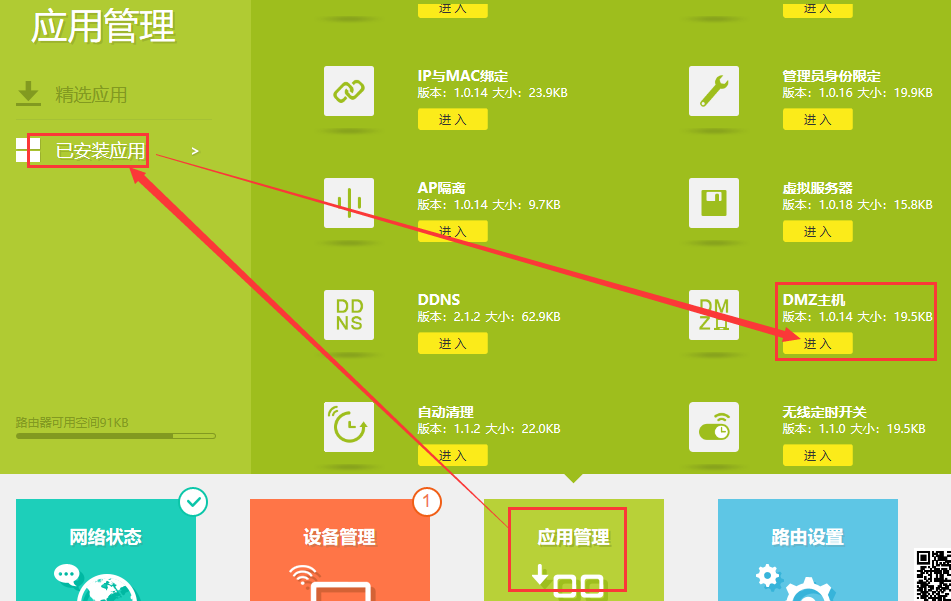 应用管理
精选应用
已安装应用 >
路由器可用空间91KB
进 入
进 入
IP与MAC绑定
版本：1.0.14 大小：23.9KB
进 入
管理员身份限定
版本：1.0.16 大小：19.9KB
进 入
AP隔离
版本：1.0.14 大小：9.7KB
进 入
虚拟服务器
版本：1.0.18 大小：15.8KB
进 入
DD
NS
DDNS
版本：2.1.2 大小：62.9KB
进 入
DM
Z
DMZ主机
版本：1.0.14 大小：19.5KB
进 入
自动清理
版本：1.1.2 大小：22.0KB
进 入
无线定时开关
版本：1.1.0 大小：19.5KB
进 入
网络状态
1
设备管理
应用管理
路由设置